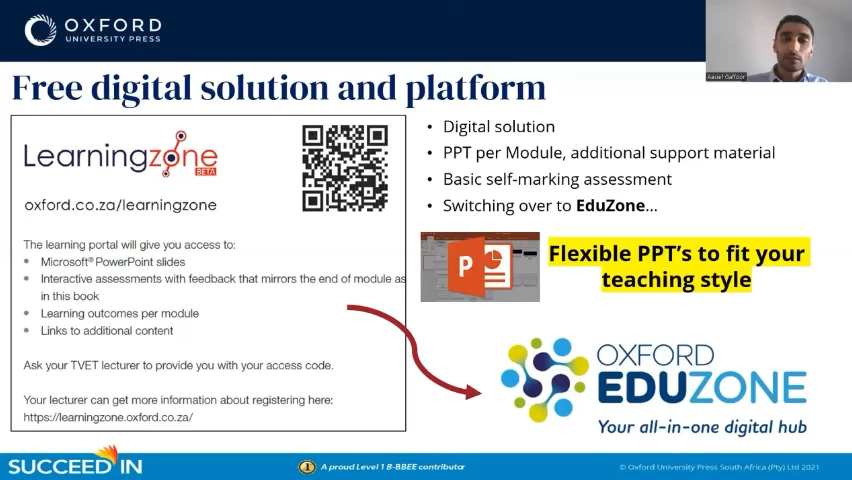 OXFORD
UNIVERSITY PRESS
Aasief Gaffoor
Free digital solution and platform
Learningzone
BETA
oxford.co.za/learningzone
The learning portal will give you access to:
• Microsoft® PowerPoint slides
• Interactive assessments with feedback that mirrors the end of module as
in this book
• Learning outcomes per module
• Links to additional content
Ask your TVET lecturer to provide you with your access code.
Your lecturer can get more information about registering here:
https://learningzone.oxford.co.za/
• Digital solution
• PPT per Module, additional support material
• Basic self-marking assessment
• Switching over to EduZone...
P
Flexible PPT's to fit your
teaching style
OXFORD
EDUZONE
Your all-in-one digital hub
SUCCEED IN
1 A proud Level 1 B-BBEE contributor
© Oxford University Press South Africa (Pty) Ltd 2021